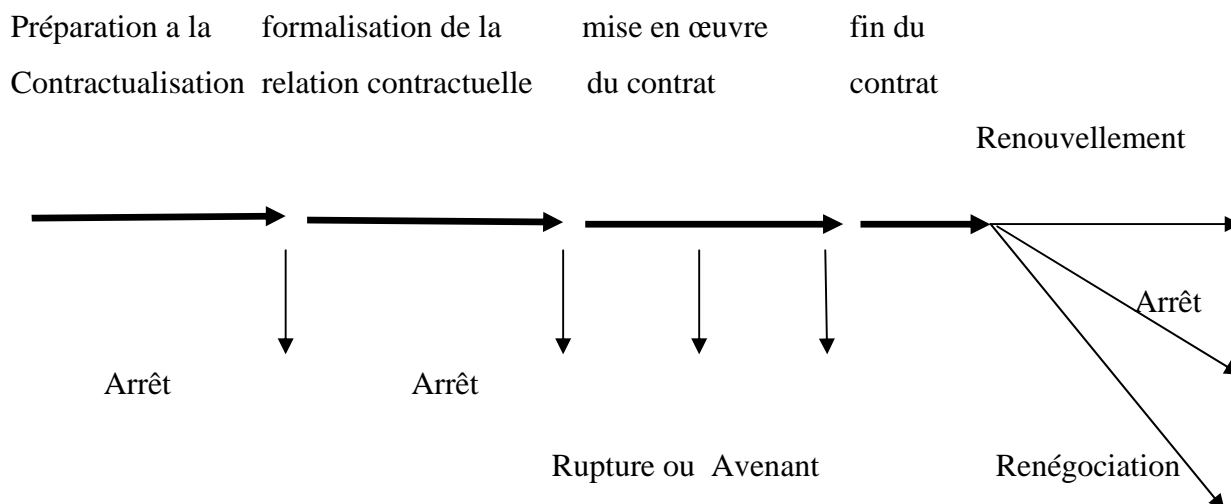 Préparation a la formalisation de la mise en œuvre fin du
Contractualisation relation contractuelle du contrat contrat
Renouvellement
Arrêt
Arrêt Arrêt
Rupture ou Avenant Renégociation